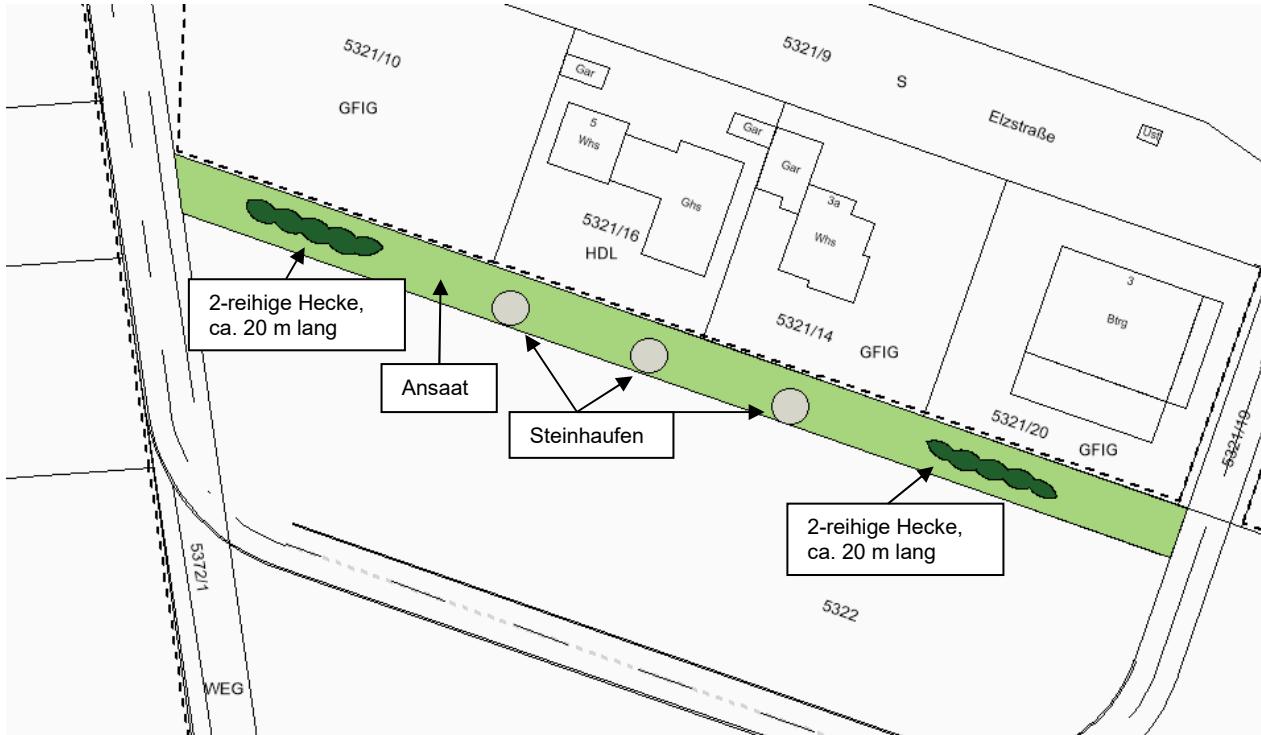 5321/10
GFIG
5321/9
S
Elzstraße
Ust
Gar
5
Whs
Gar
Gar
Ghs
3a
Whs
5321/16
HDL
5321/14
GFIG
3
Btrg
5321/20
GFIG
5321/19
2-reihige Hecke,
ca. 20 m lang
Ansaat
Steinhaufen
2-reihige Hecke,
ca. 20 m lang
5372/1
5322
WEG